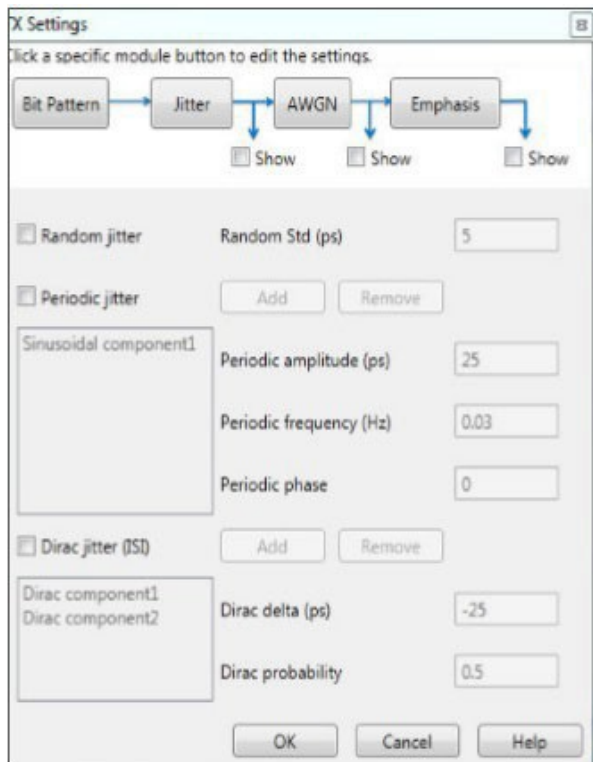 X Settings
Click a specific module button to edit the settings.
Bit Pattern Jitter AWGN Emphasis
Show Show Show
Random jitter Random Std (ps) 5
Periodic jitter Add Remove
Sinusoidal component1
Periodic amplitude (ps) 25
Periodic frequency (Hz) 0.03
Periodic phase 0
Dirac jitter (ISI) Add Remove
Dirac component1
Dirac component2
Dirac delta (ps) -25
Dirac probability 0.5
OK Cancel Help